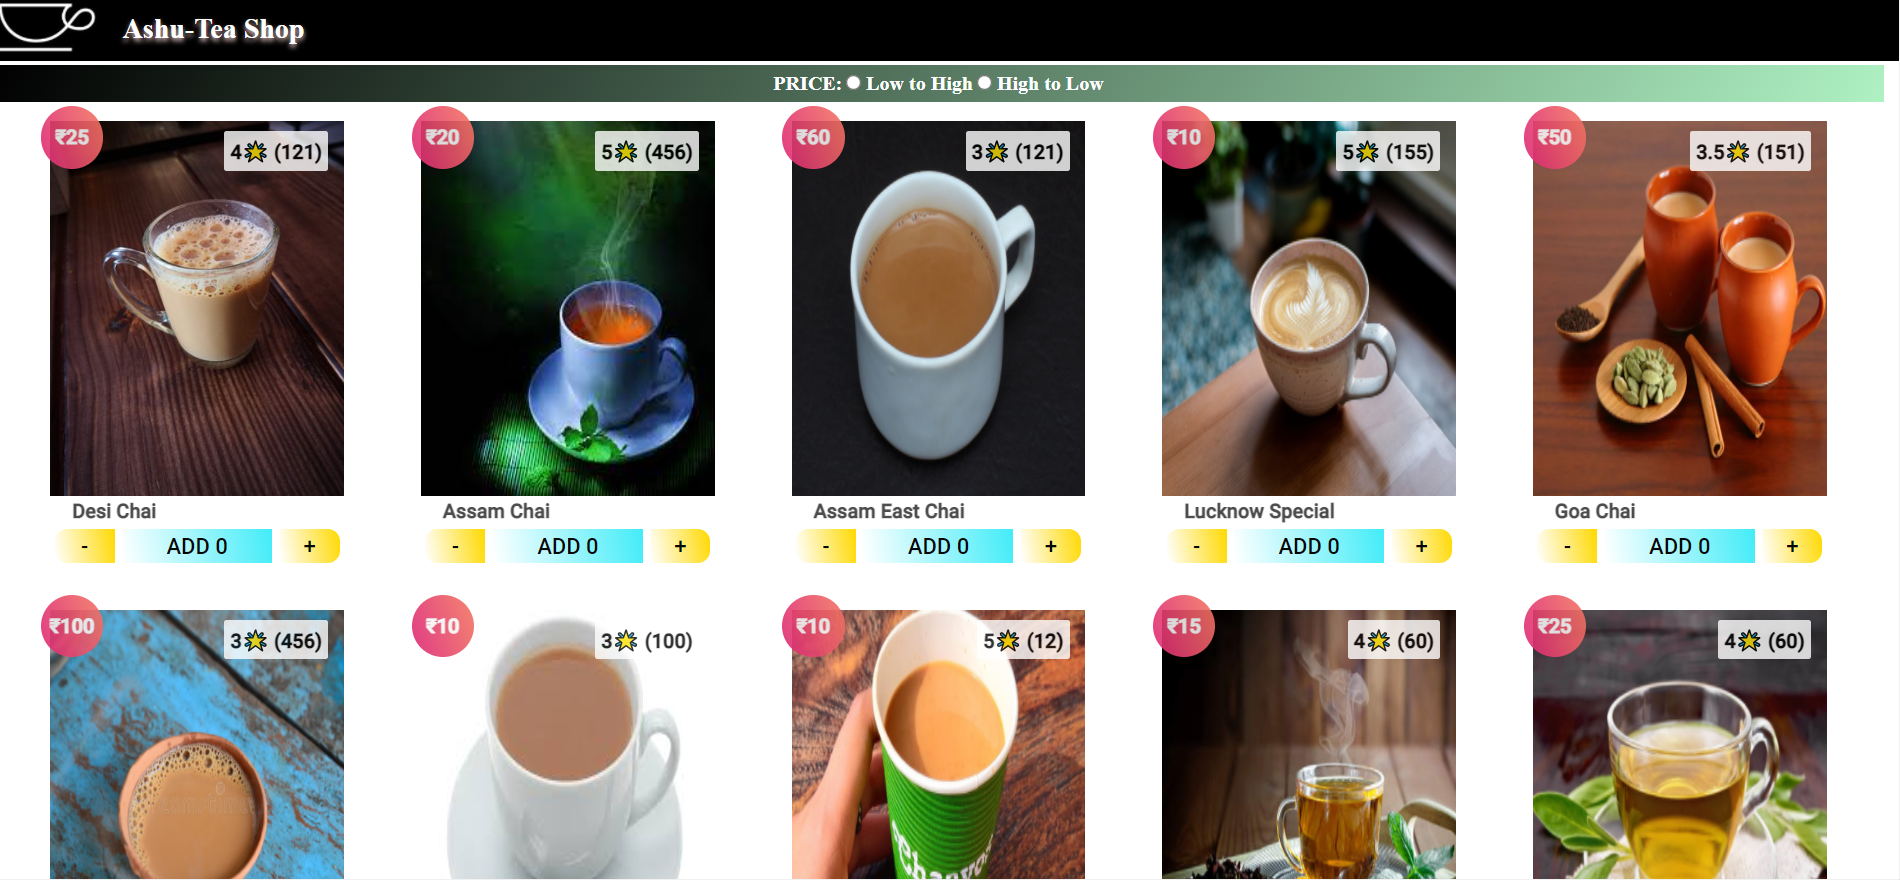 Ashu-Tea Shop
PRICE: Low to High High to Low
₹25 4 (121)
₹20 5 (456)
₹60 3 (121)
₹10 5 (155)
₹50 3.5 (151)
Desi Chai
Assam Chai
Assam East Chai
Lucknow Special
Goa Chai
- ADD 0 +
- ADD 0 +
- ADD 0 +
- ADD 0 +
- ADD 0 +
₹100 3 (456)
₹10 3 (100)
₹10 5 (12)
₹15 4 (60)
₹25 4 (60)